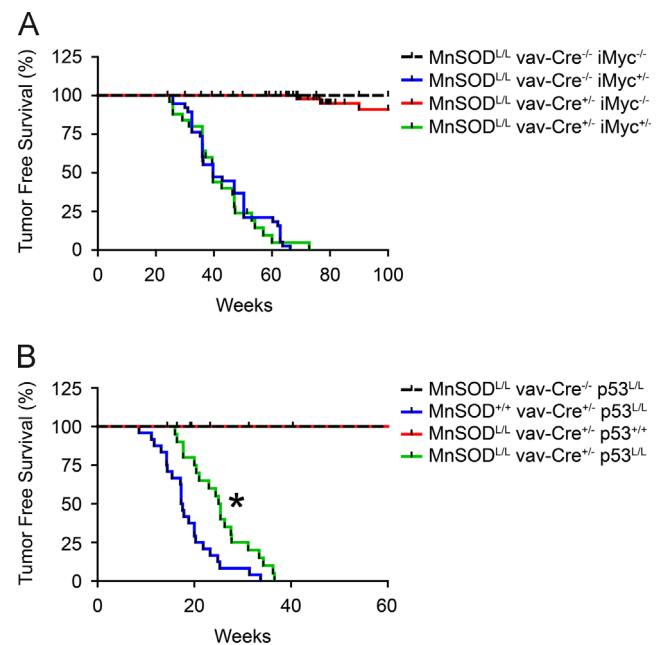 A
Tumor Free Survival (%)
125
100
75
50
25
0
0 20 40 60 80 100
Weeks
MnSOD^L/L vav-Cre^-/- iMyc^-/-
MnSOD^L/L vav-Cre^-/- iMyc^+/-
MnSOD^L/L vav-Cre^+/- iMyc^-/-
MnSOD^L/L vav-Cre^+/- iMyc^+/-
B
Tumor Free Survival (%)
125
100
75
50
25
0
*
0 20 40 60
Weeks
MnSOD^L/L vav-Cre^-/- p53^L/L
MnSOD^+/+ vav-Cre^+/- p53^L/L
MnSOD^L/L vav-Cre^+/- p53^+/+
MnSOD^L/L vav-Cre^+/- p53^L/L